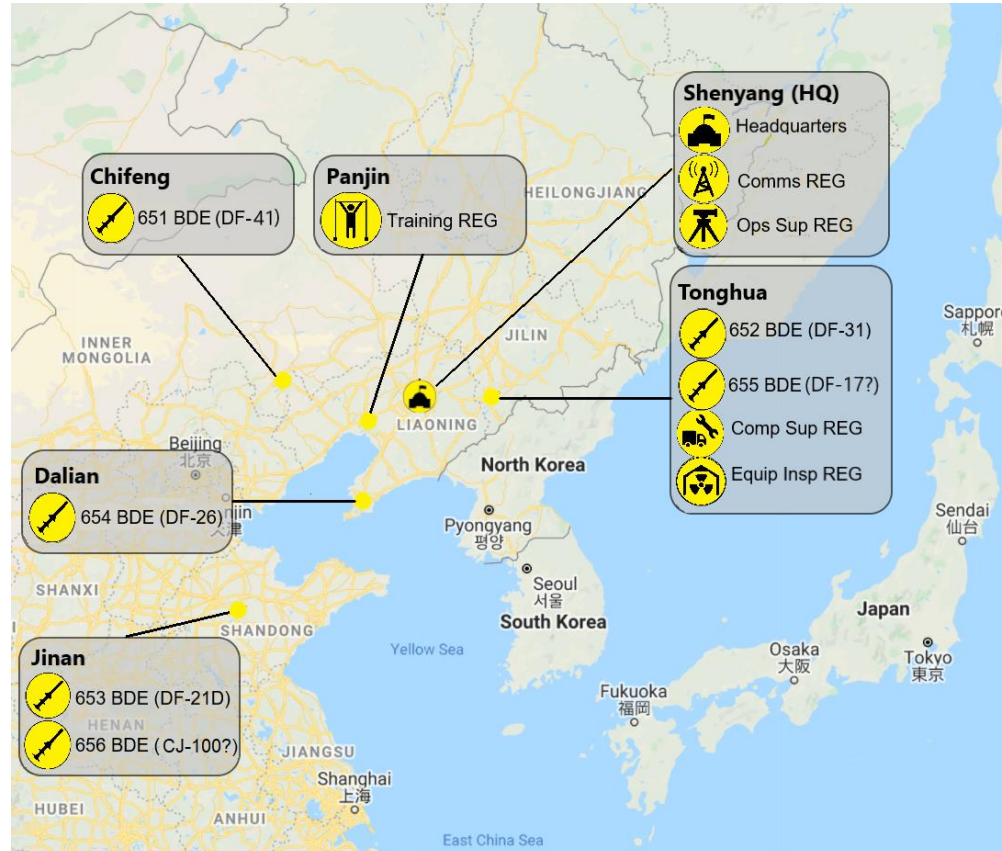 Shenyang (HQ)
Headquarters
Comms REG
Ops Sup REG
Chifeng
651 BDE (DF-41)
Panjin
Training REG
HEILONGJIANG
Tonghua
652 BDE (DF-31)
655 BDE (DF-17?)
Comp Sup REG
Equip Insp REG
Sapporo
札幌
INNER
MONGOLIA
JILIN
LIAONING
Beijing
北京
North Korea
Dalian
654 BDE (DF-26)
Pyongyang
평양
Sendai
仙台
Seoul
서울
South Korea
SHANXI
SHANDONG
Japan
Yellow Sea
Osaka
大阪
Tokyo
東京
Jinan
653 BDE (DF-21D)
656 BDE (CJ-100?)
HENAN
Fukuoka
福岡
JIANGSU
Shanghai
上海
HUBEI
ANHUI
East China Sea